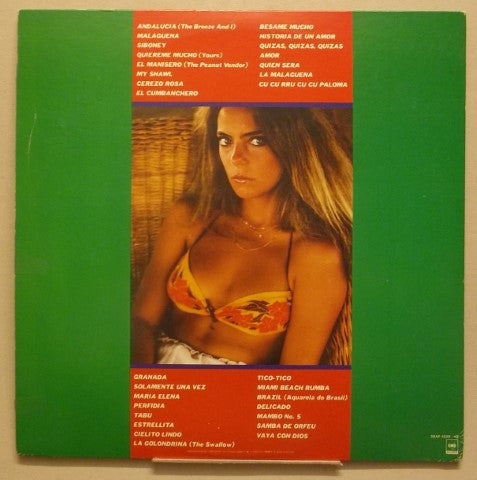 ANDALUCIA (The Breeze And I)
MALAGUENA
SIBONEY
QUIEREME MUCHO (Yours)
EL MANISERO (The Peanut Vendor)
MY SHAWL
CEREZO ROSA
EL CUMBANCHERO
BESAME MUCHO
HISTORIA DE UN AMOR
QUIZAS, QUIZAS, QUIZAS
AMOR
QUIEN SERA
LA MALAGUENA
CU CU RRU CU CU PALOMA
GRANADA
SOLAMENTE UNA VEZ
MARIA ELENA
PERFIDIA
TABU
ESTRELLITA
CIELITO LINDO
LA GOLONDRINA (The Swallow)
TICO-TICO
MIAMI BEACH RUMBA
BRAZIL (Aquarela do Brasil)
DELICADO
MAMBO No. 5
SAMBA DE ORFEU
VAYA CON DIOS